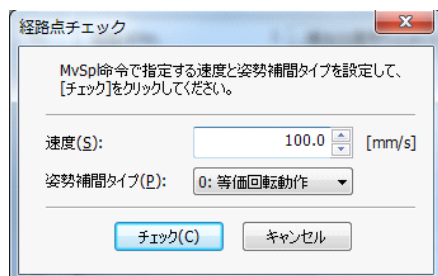 経路点チェック
MvSpl命令で指定する速度と姿勢補間タイプを設定して、
[チェック]をクリックしてください。
速度(S): 100.0 [mm/s]
姿勢補間タイプ(P): 0: 等価回転動作
チェック(C) キャンセル